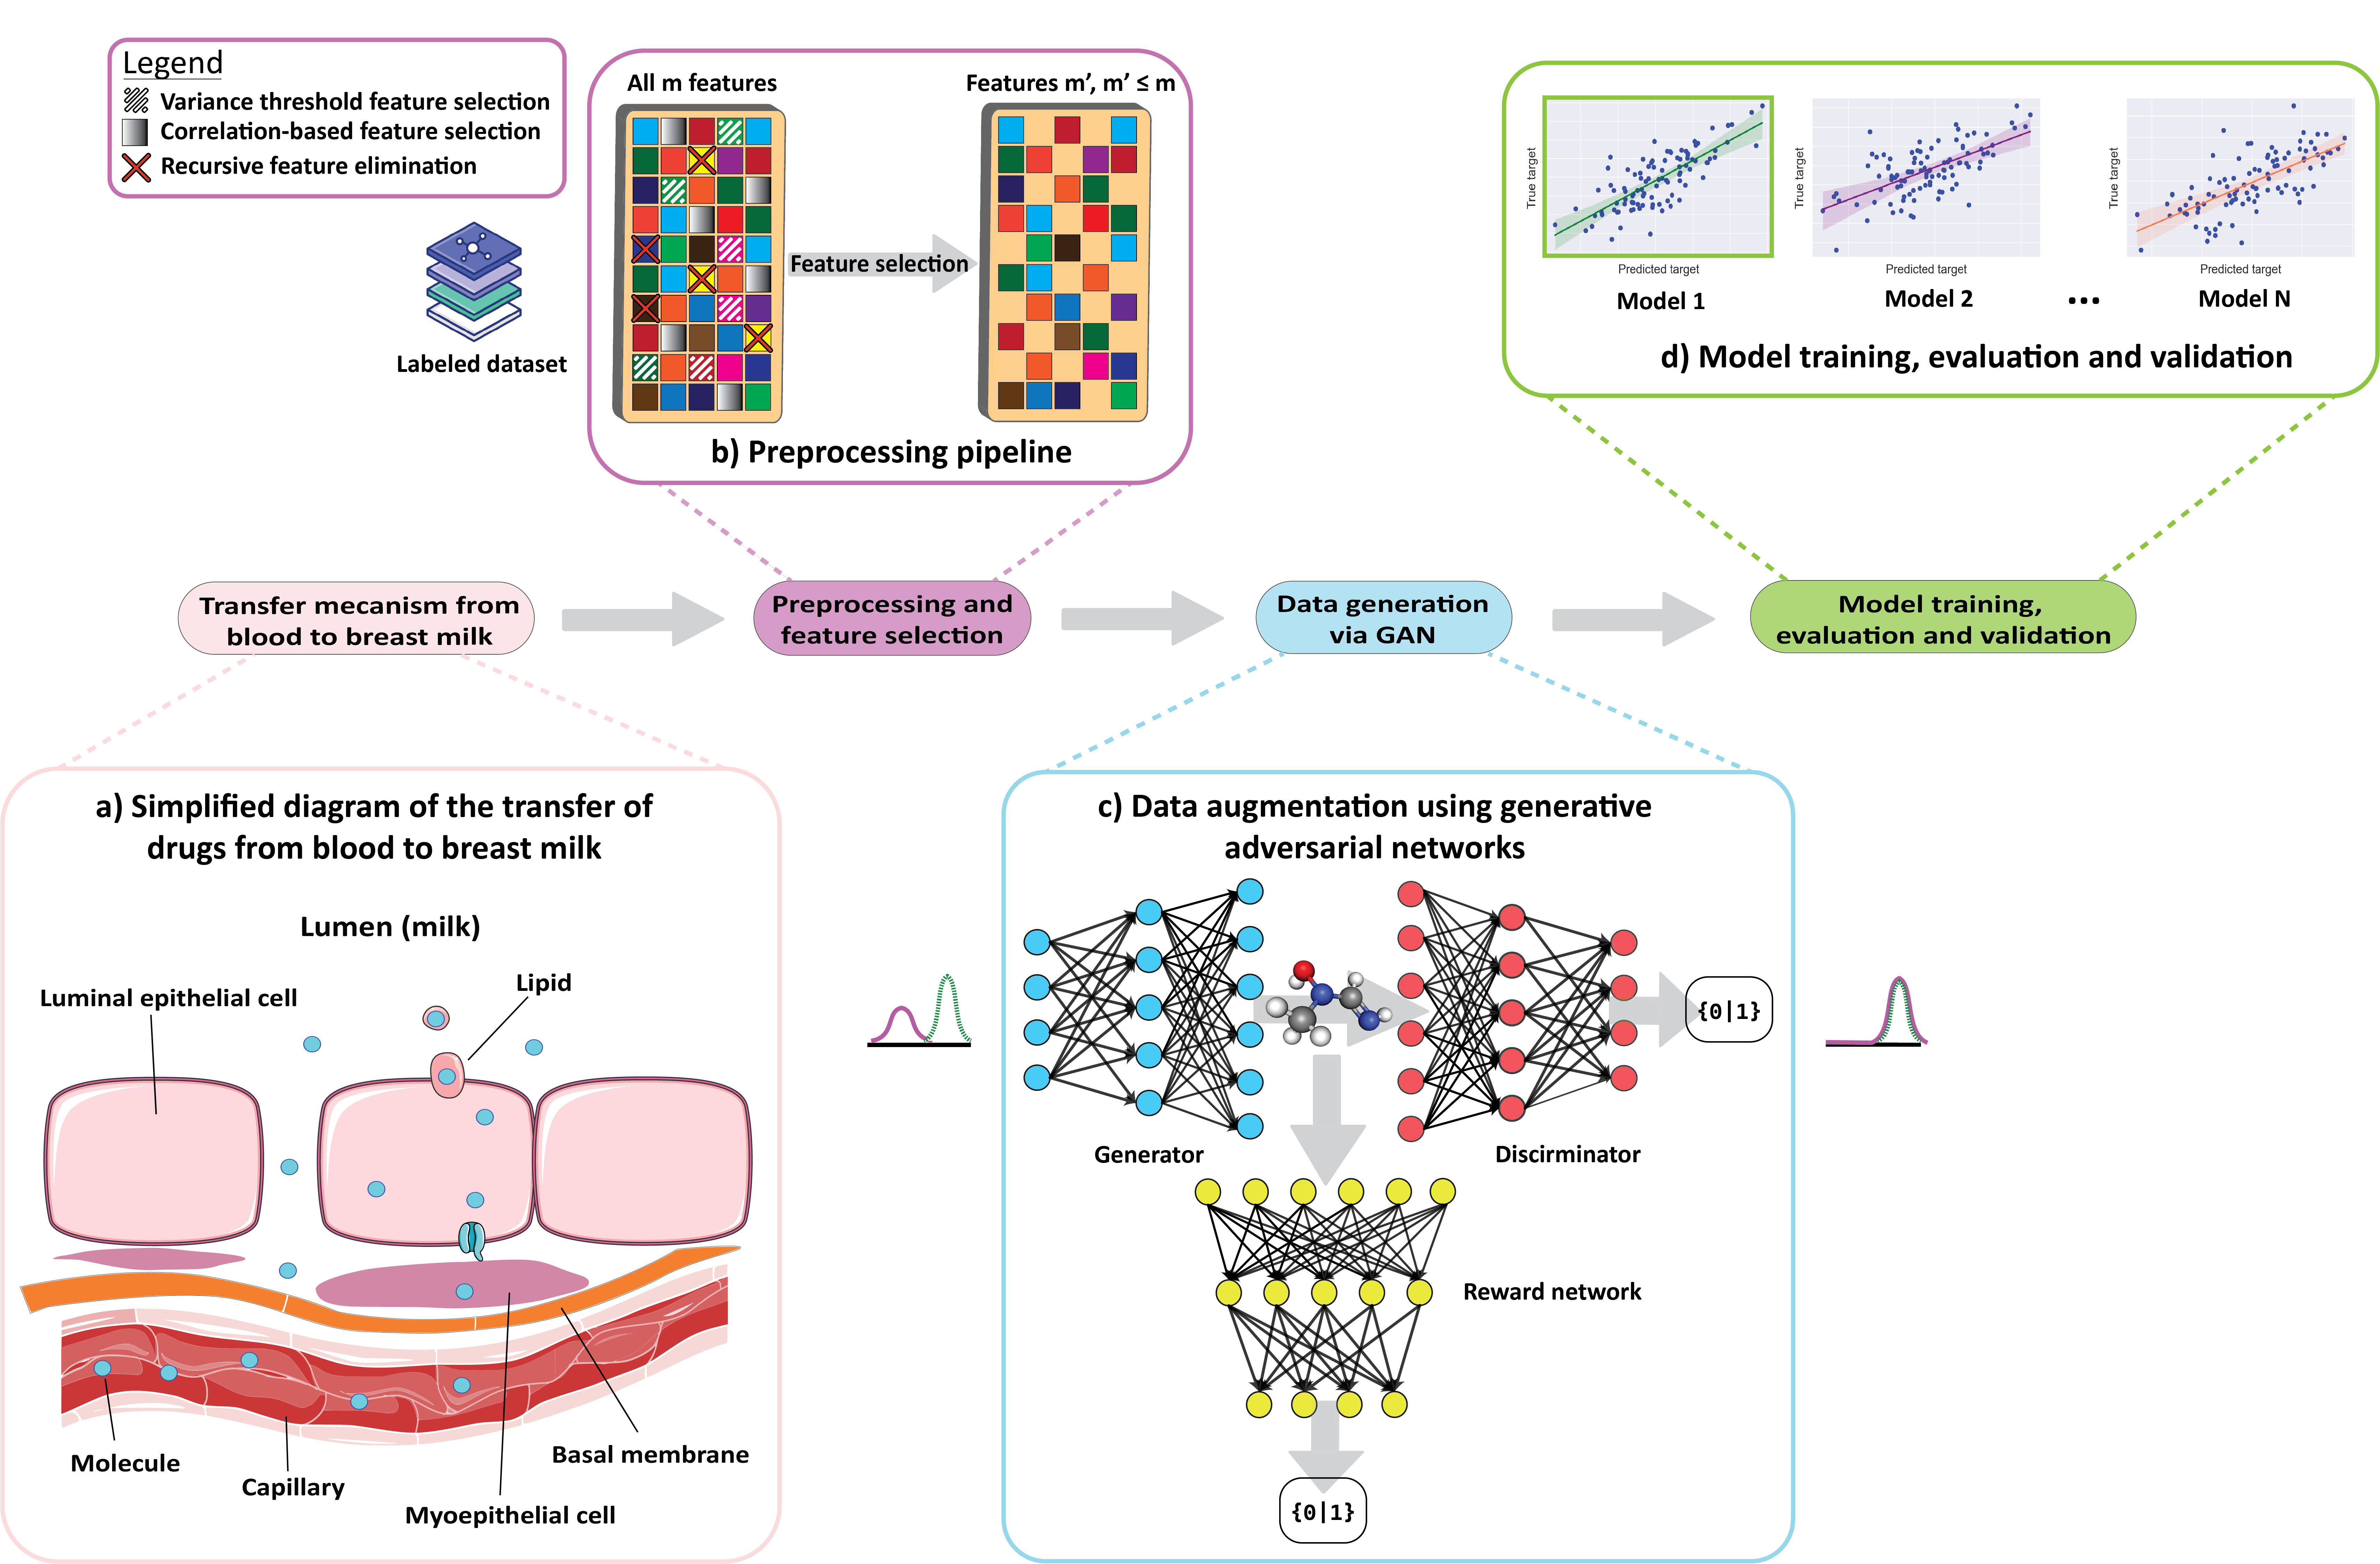 Legend
Variance threshold feature selection
Correlation-based feature selection
Recursive feature elimination
Labeled dataset
All m features
Features m’, m’ ≤ m
Feature selection
b) Preprocessing pipeline
True target
Predicted target
Model 1
True target
Predicted target
Model 2
...
True target
Predicted target
Model N
d) Model training, evaluation and validation
Transfer mecanism from
blood to breast milk
Preprocessing and
feature selection
Data generation
via GAN
Model training,
evaluation and validation
a) Simplified diagram of the transfer of
drugs from blood to breast milk
Lumen (milk)
Luminal epithelial cell
Lipid
Molecule
Capillary
Myoepithelial cell
Basal membrane
c) Data augmentation using generative
adversarial networks
Generator
Discirminator
{0|1}
Reward network
{0|1}